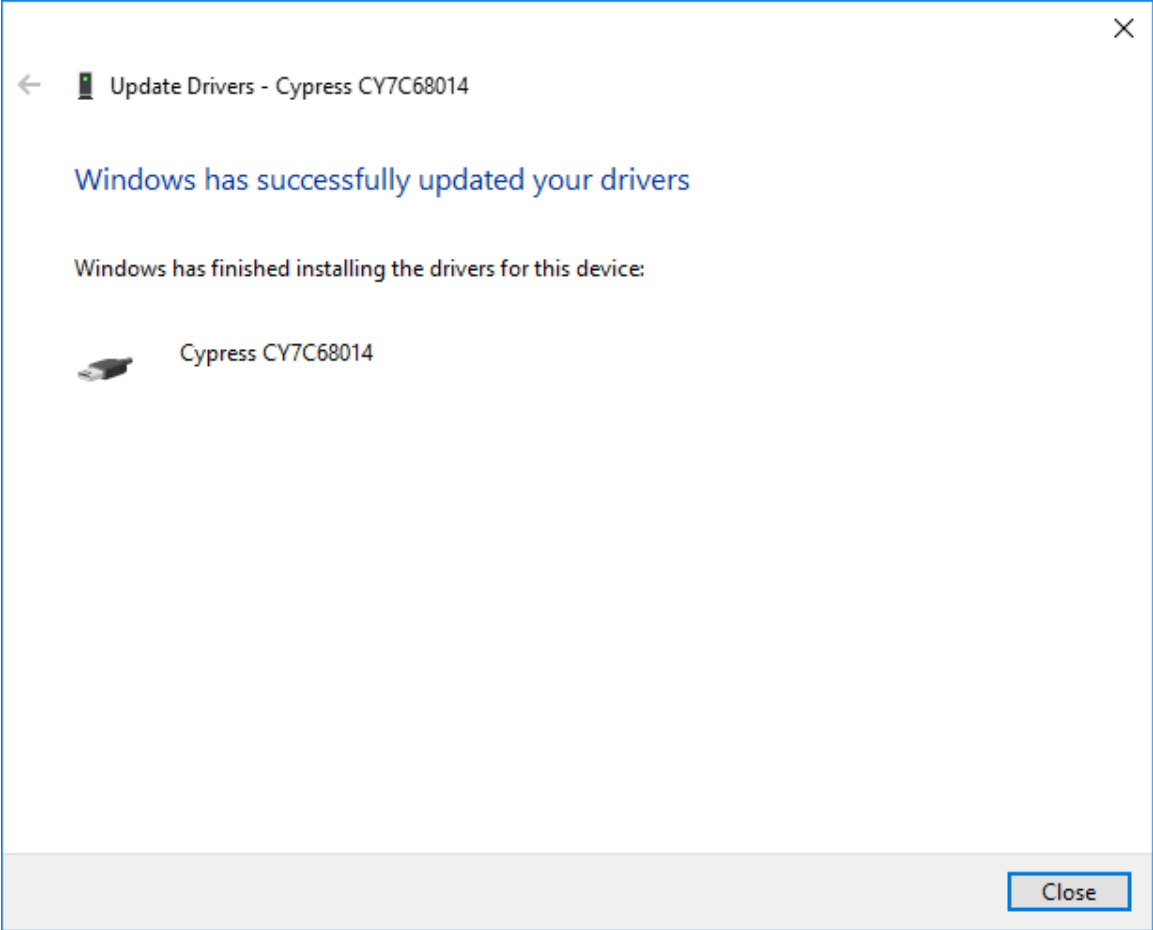 Update Drivers - Cypress CY7C68014
Windows has successfully updated your drivers
Windows has finished installing the drivers for this device:
Cypress CY7C68014
Close